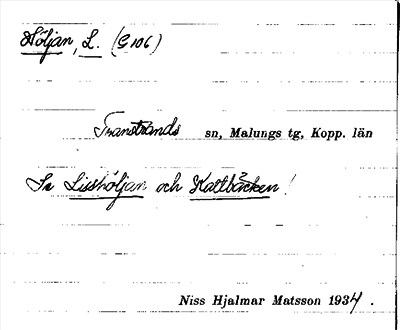 Höljan, L. (G 106)
Transtrands sn, Malungs tg, Kopp. län
Se Lisshöljan och Kattbäcken!
Niss Hjalmar Matsson 1934.